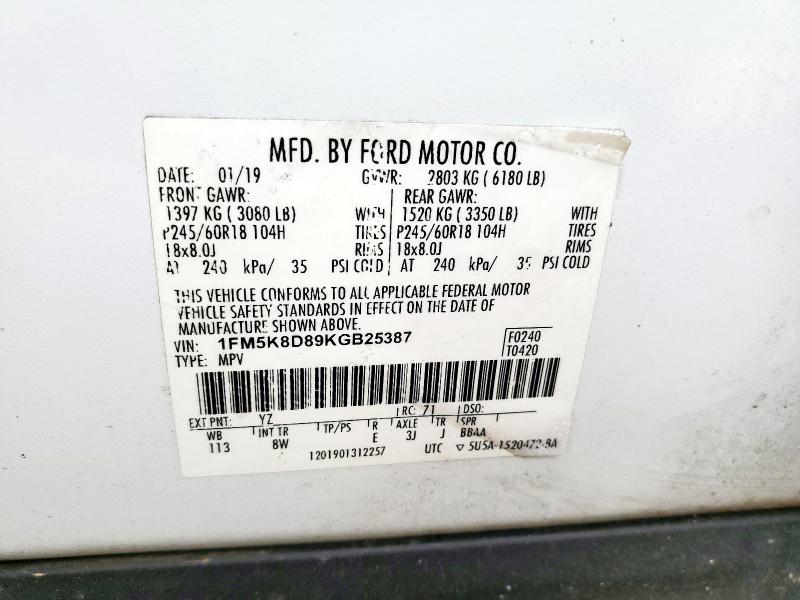 MFD. BY FORD MOTOR CO.
DATE: 01/19 GVWR: 2803 KG ( 6180 LB)
FRONT GAWR: REAR GAWR:
1397 KG ( 3080 LB) WITH 1520 KG ( 3350 LB) WITH
P245/60R18 104H TIRES P245/60R18 104H TIRES
18x8.0J RIMS 18x8.0J RIMS
AT 240 kPa/ 35 PSI COLD AT 240 kPa/ 35 PSI COLD
THIS VEHICLE CONFORMS TO ALL APPLICABLE FEDERAL MOTOR
VEHICLE SAFETY STANDARDS IN EFFECT ON THE DATE OF
MANUFACTURE SHOWN ABOVE.
VIN: 1FM5K8D89KGB25387 F0240
TYPE: MPV T0420
EXT PNT: YZ RC: 71 DSO:
WB INT TR TP/PS R AXLE TR SPR
113 8W E 3J J BBAA
1201901312257 UTC ▽ 5U5A-1520472-BA